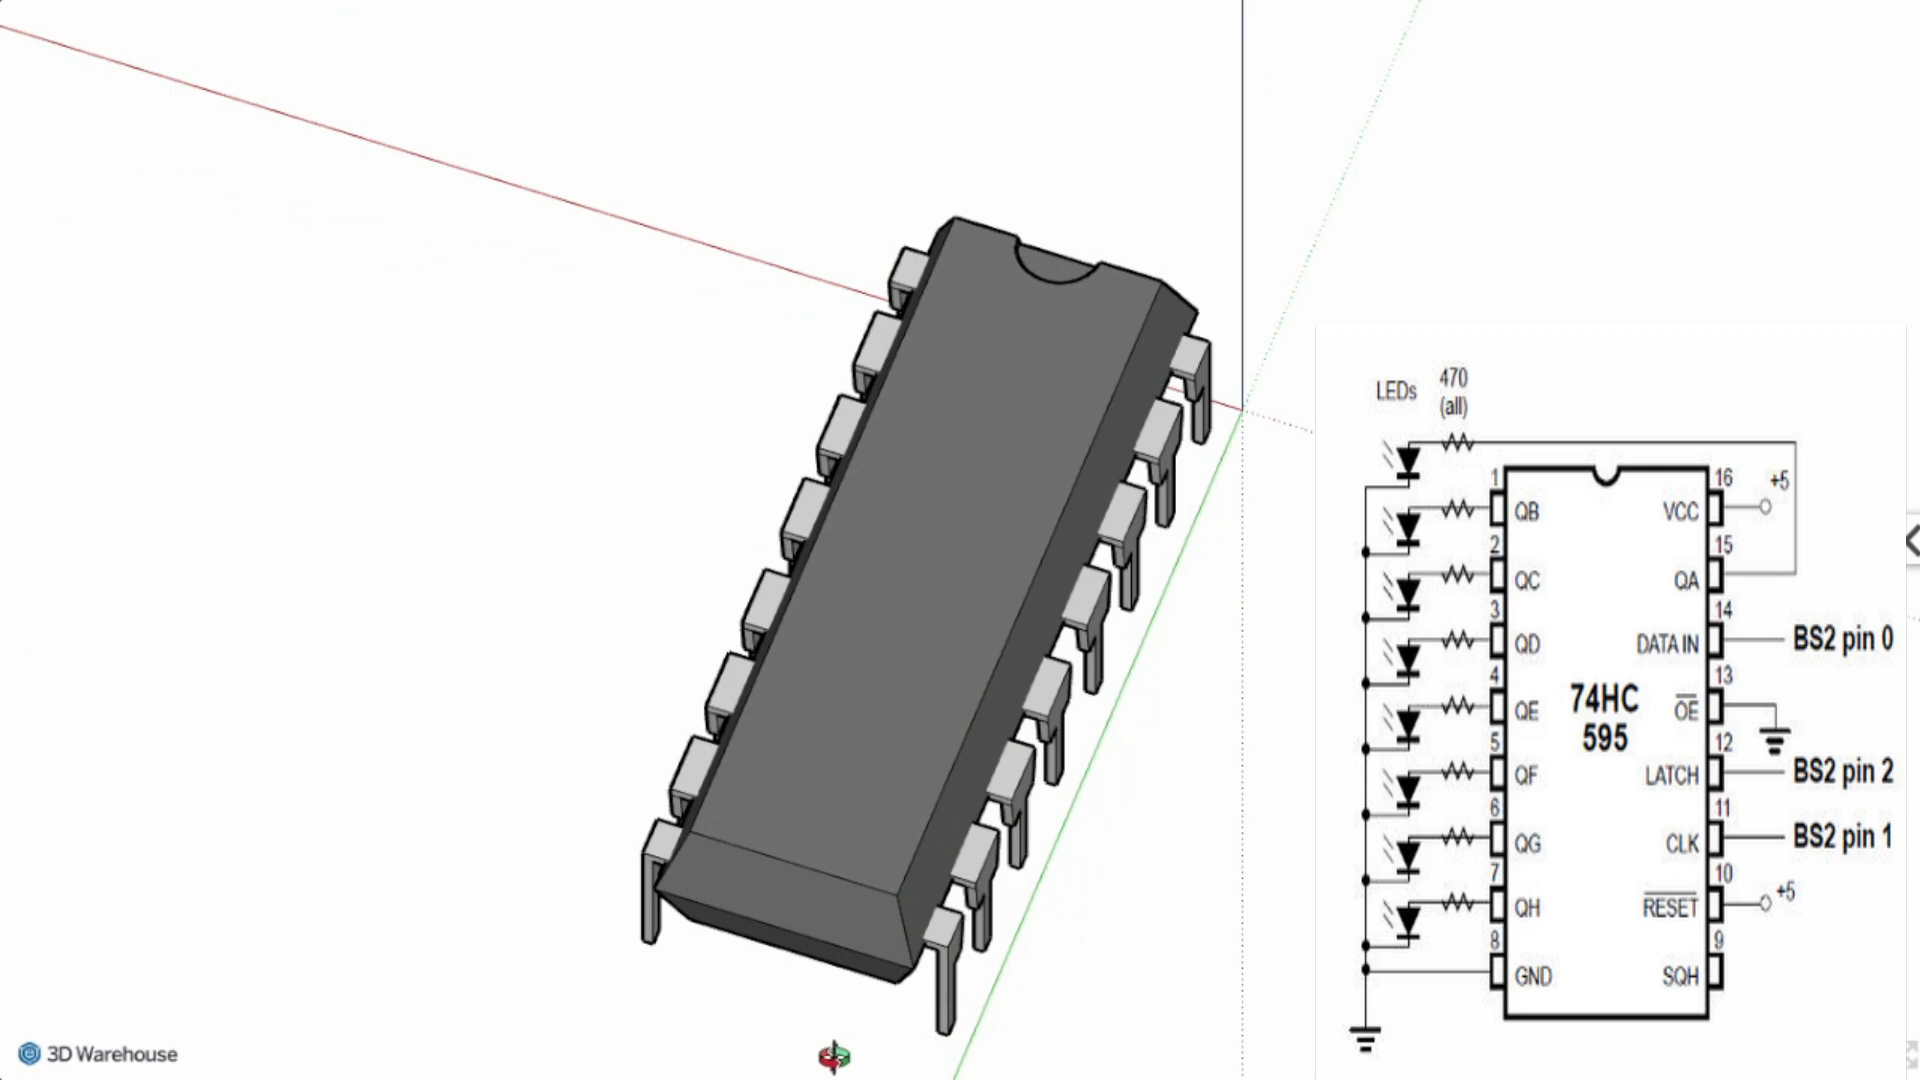 LEDs
470
(all)
1
16
+5
QB
VCC
2
15
QC
QA
3
14
QD
DATA IN
BS2 pin 0
4
13
QE
OE
74HC
595
5
12
QF
LATCH
BS2 pin 2
6
11
QG
CLK
BS2 pin 1
7
10
QH
RESET
+5
8
9
GND
SQH
3D Warehouse